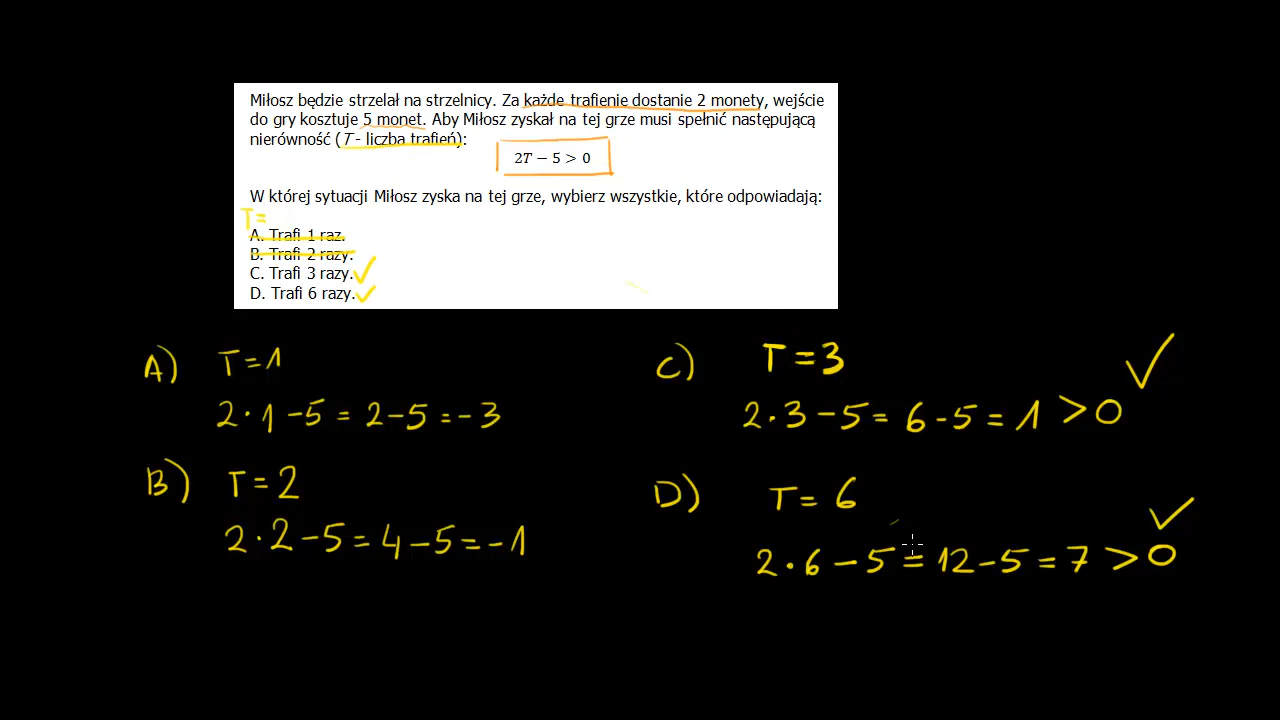 Miłosz będzie strzelał na strzelnicy. Za każde trafienie dostanie 2 monety, wejście
do gry kosztuje 5 monet. Aby Miłosz zyskał na tej grze musi spełnić następującą
nierówność (T - liczba trafień):
2T − 5 > 0
W której sytuacji Miłosz zyska na tej grze, wybierz wszystkie, które odpowiadają:
T =
A. Trafi 1 raz.
B. Trafi 2 razy.
C. Trafi 3 razy. ✓
D. Trafi 6 razy. ✓
A) T = 1
2 · 1 − 5 = 2 − 5 = − 3
B) T = 2
2 · 2 − 5 = 4 − 5 = − 1
C) T = 3 ✓
2 · 3 − 5 = 6 − 5 = 1 > 0
D) T = 6 ✓
2 · 6 − 5 = 12 − 5 = 7 > 0